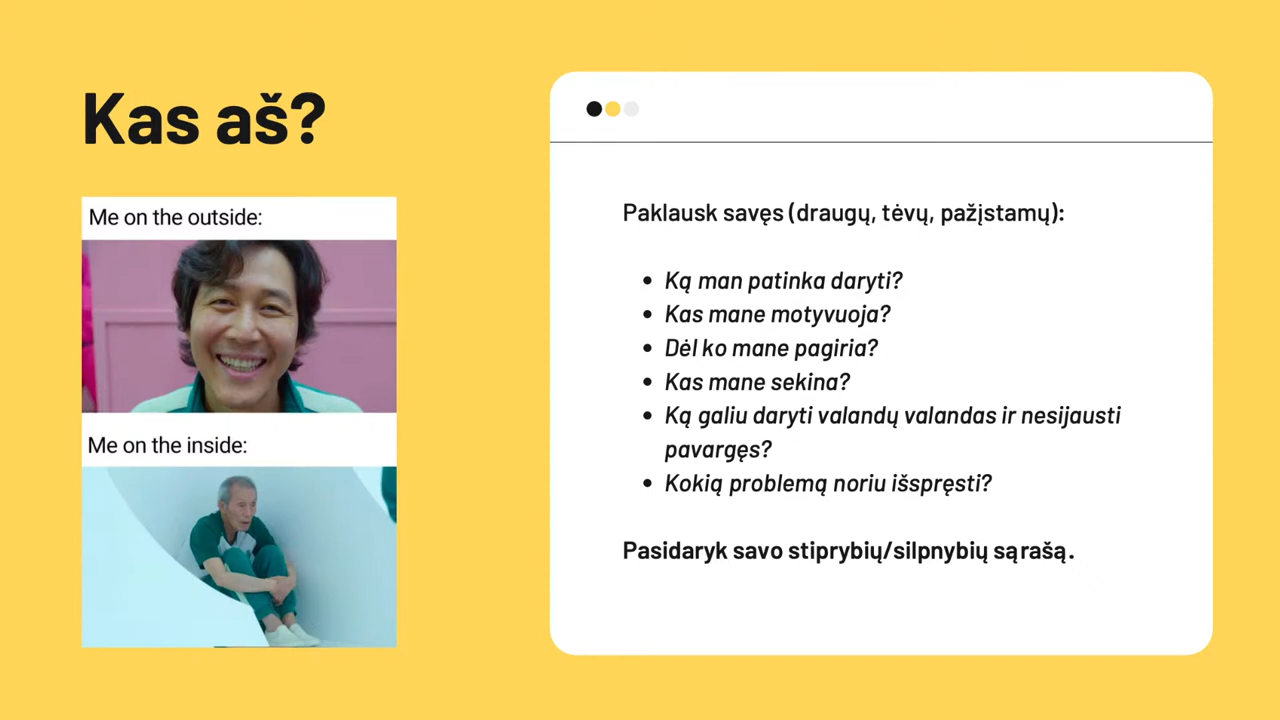 Kas aš?
Me on the outside:
Me on the inside:
Paklausk savęs (draugų, tėvų, pažįstamų):
• Ką man patinka daryti?
• Kas mane motyvuoja?
• Dėl ko mane pagiria?
• Kas mane sekina?
• Ką galiu daryti valandų valandas ir nesijausti
pavargęs?
• Kokią problemą noriu išspręsti?
Pasidaryk savo stiprybių/silpnybių sąrašą.